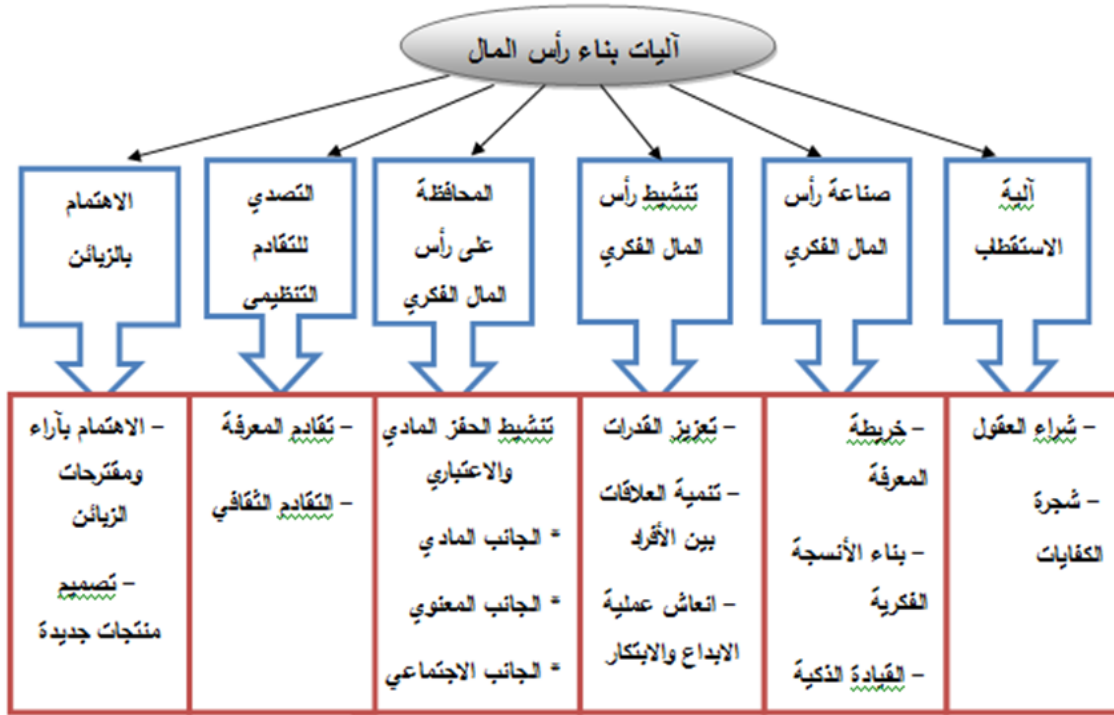 آليات بناء رأس المال
آلية
الاستقطاب
صناعة رأس
المال الفكري
تنشيط رأس
المال الفكري
المحافظة
على رأس
المال الفكري
التصدي
للتقادم
التنظيمي
الاهتمام
بالزبائن
– شراء العقول
– شجرة
الكفايات
– خريطة
المعرفة
– بناء الأنسجة
الفكرية
– القيادة الذكية
– تعزيز القدرات
– تنمية العلاقات
بين الأفراد
– انعاش عملية
الابداع والابتكار
تنشيط الحفز المادي
والاعتباري
* الجانب المادي
* الجانب المعنوي
* الجانب الاجتماعي
– تقادم المعرفة
– التقادم الثقافي
– الاهتمام بآراء
ومقترحات
الزبائن
– تصميم
منتجات جديدة